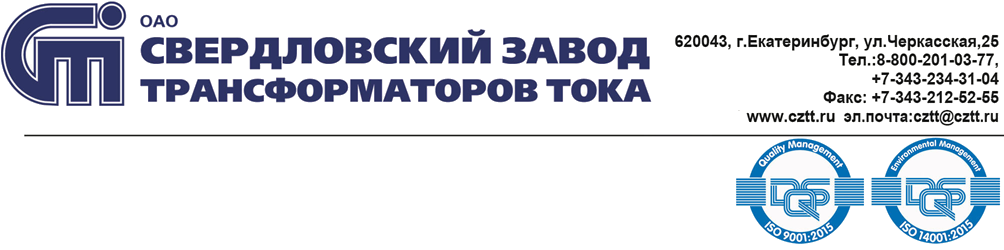 ОАО
СВЕРДЛОВСКИЙ ЗАВОД
ТРАНСФОРМАТОРОВ ТОКА
620043, г.Екатеринбург, ул.Черкасская,25
Тел.:8-800-201-03-77,
+7-343-234-31-04
Факс: +7-343-212-52-55
www.cztt.ru эл.почта:cztt@cztt.ru
Quality Management
DQS
ISO 9001:2015
Environmental Management
DQS
ISO 14001:2015